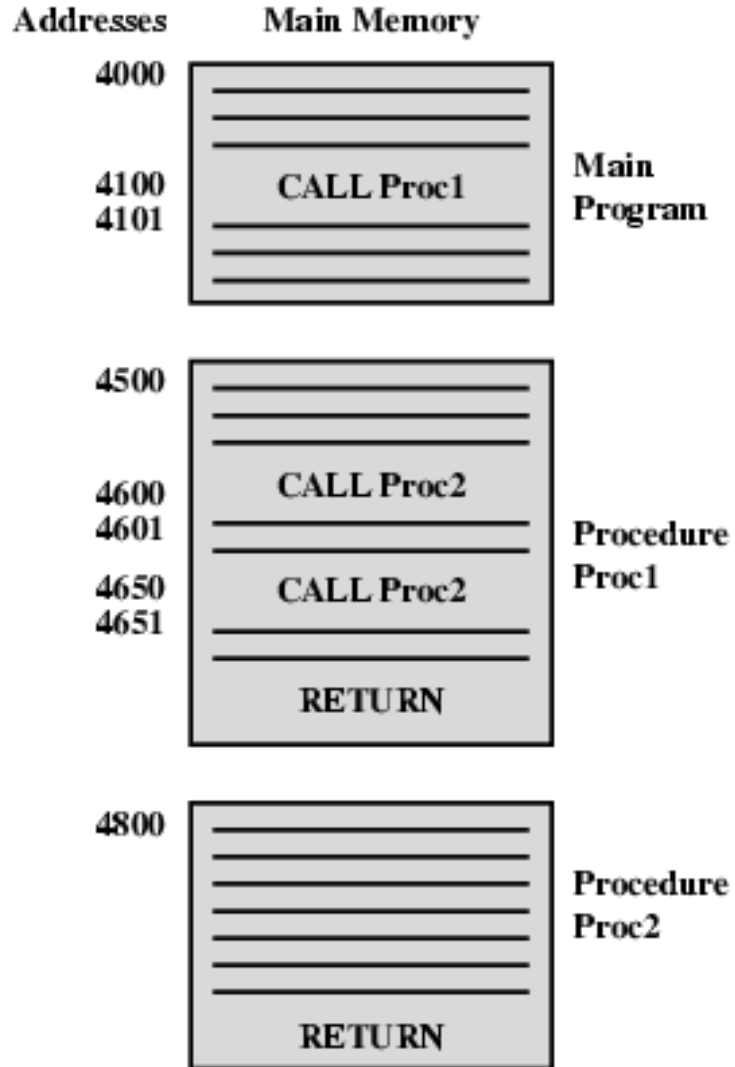 Addresses Main Memory
4000
4100 CALL Proc1
4101
Main
Program
4500
CALL Proc2
4600
4601
4650 CALL Proc2
4651
Procedure
Proc1
RETURN
4800
Procedure
Proc2
RETURN